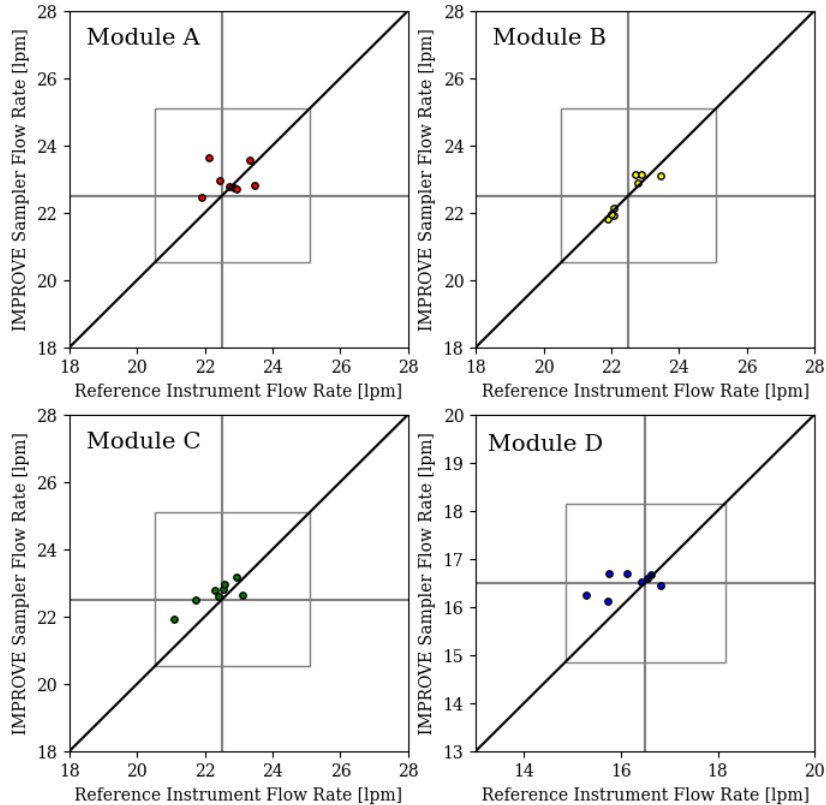 Module A
28
26
24
22
20
18
IMPROVE Sampler Flow Rate [lpm]
18 20 22 24 26 28
Reference Instrument Flow Rate [lpm]
Module B
28
26
24
22
20
18
IMPROVE Sampler Flow Rate [lpm]
18 20 22 24 26 28
Reference Instrument Flow Rate [lpm]
Module C
28
26
24
22
20
18
IMPROVE Sampler Flow Rate [lpm]
18 20 22 24 26 28
Reference Instrument Flow Rate [lpm]
Module D
20
19
18
17
16
15
14
13
IMPROVE Sampler Flow Rate [lpm]
14 16 18 20
Reference Instrument Flow Rate [lpm]